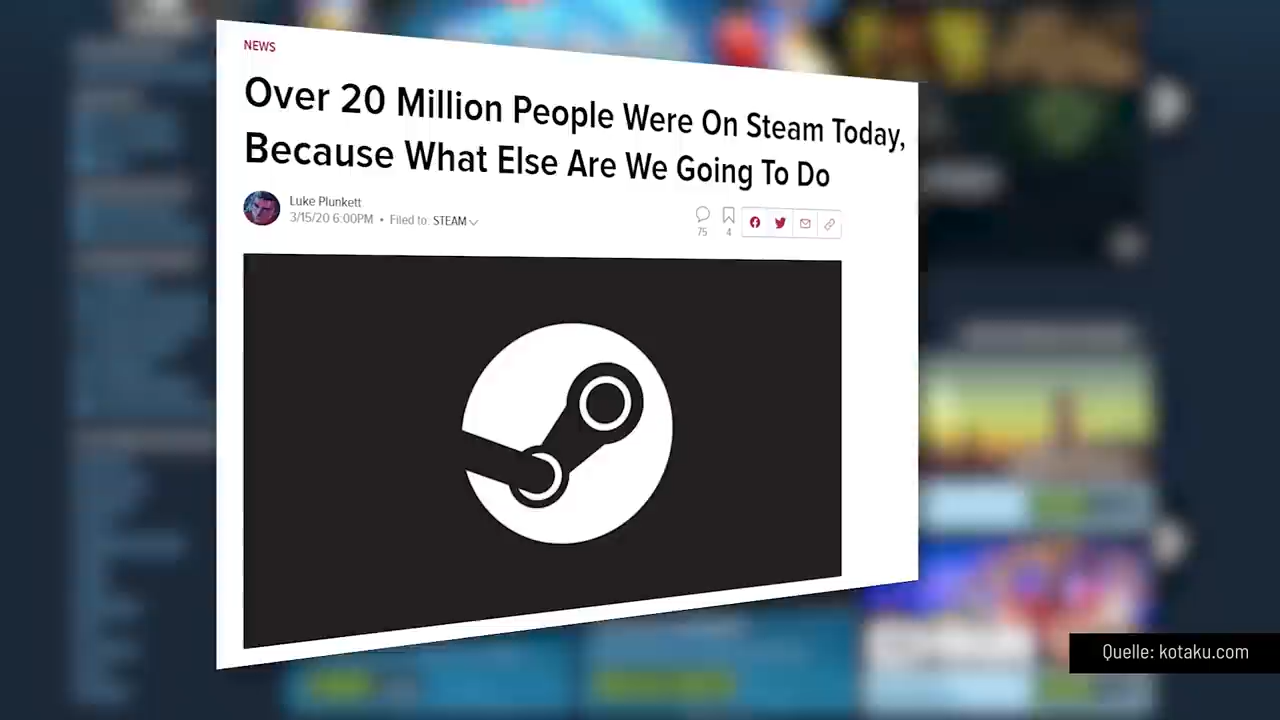 NEWS
Over 20 Million People Were On Steam Today,
Because What Else Are We Going To Do
Luke Plunkett
3/15/20 6:00PM • Filed to: STEAM
75
4
Quelle: kotaku.com